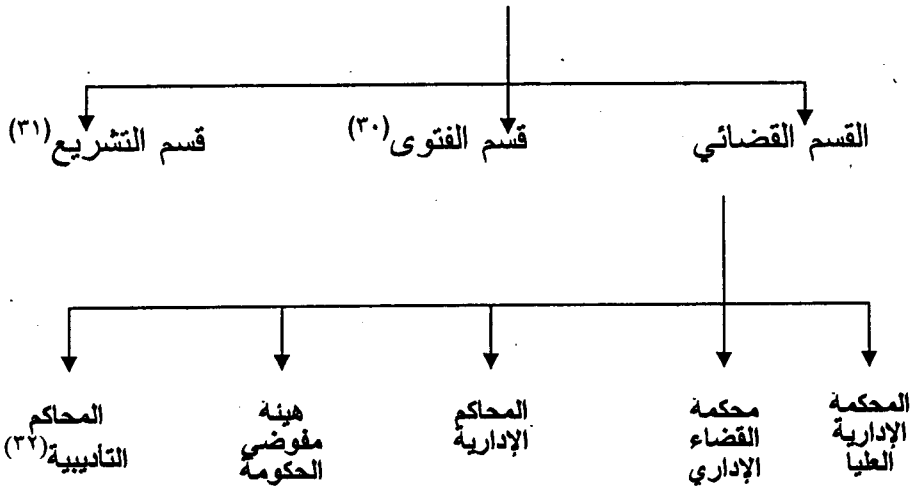 القسم القضائي
قسم الفتوى(٣٠)
قسم التشريع(٣١)
المحكمة
الإدارية
العليا
محكمة
القضاء
الإداري
المحاكم
الإدارية
هيئة
مفوضي
الحكومة
المحاكم
التأديبية(٣٢)